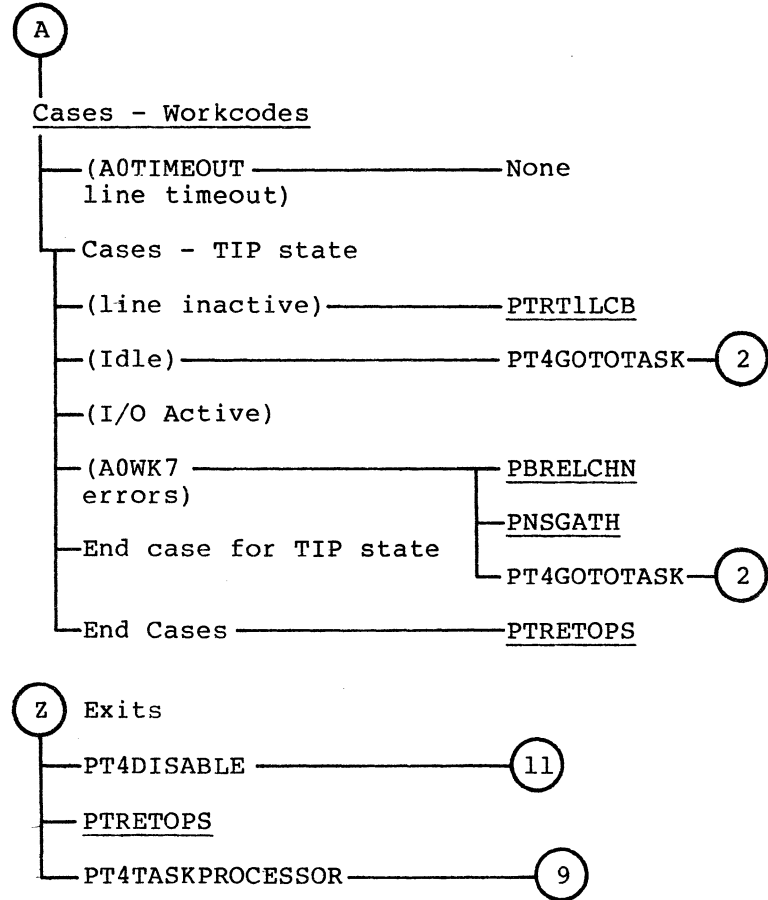 A
Cases - Workcodes
(A0TIMEOUT None
line timeout)
Cases - TIP state
(line inactive) PTRT1LCB
(Idle) PT4GOTOTASK 2
(I/O Active)
(A0WK7 PBRELCHN
errors)
PNSGATH
End case for TIP state
PT4GOTOTASK 2
End Cases PTRETOPS
Z Exits
PT4DISABLE 11
PTRETOPS
PT4TASKPROCESSOR 9